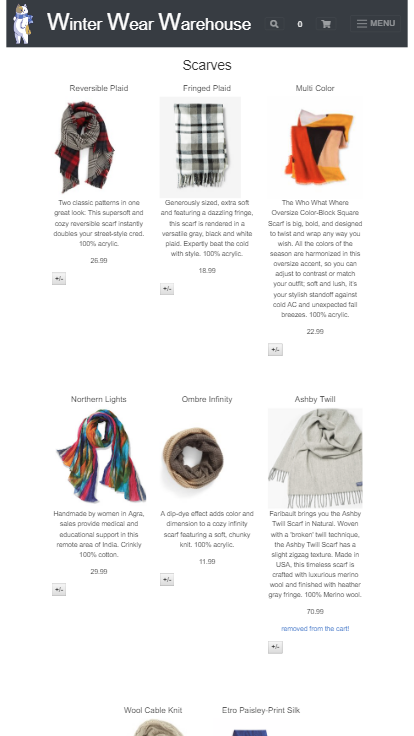 Winter Wear Warehouse
0
MENU
Scarves
Reversible Plaid
Two classic patterns in one
great look: This supersoft and
cozy reversible scarf instantly
doubles your street-style cred.
100% acrylic.
26.99
+/-
Fringed Plaid
Generously sized, extra soft
and featuring a dazzling fringe,
this scarf is rendered in a
versatile gray, black and white
plaid. Expertly beat the cold
with style. 100% acrylic.
18.99
+/-
Multi Color
The Who What Where
Oversize Color-Block Square
Scarf is big, bold, and designed
to twist and wrap any way you
wish. All the colors of the
season are harmonized in this
oversize accent, so you can
adjust to contrast or match
your outfit; soft and lush, it's
your stylish standoff against
cold AC and unexpected fall
breezes. 100% acrylic.
22.99
+/-
Northern Lights
Handmade by women in Agra,
sales provide medical and
educational support in this
remote area of India. Crinkly
100% cotton.
29.99
+/-
Ombre Infinity
A dip-dye effect adds color and
dimension to a cozy infinity
scarf featuring a soft, chunky
knit. 100% acrylic.
11.99
+/-
Ashby Twill
Faribault brings you the Ashby
Twill Scarf in Natural. Woven
with a 'broken' twill technique,
the Ashby Twill Scarf has a
slight zigzag texture. Made in
USA, this timeless scarf is
crafted with luxurious merino
wool and finished with heather
gray fringe. 100% Merino wool.
70.99
removed from the cart!
+/-
Wool Cable Knit
Etro Paisley-Print Silk